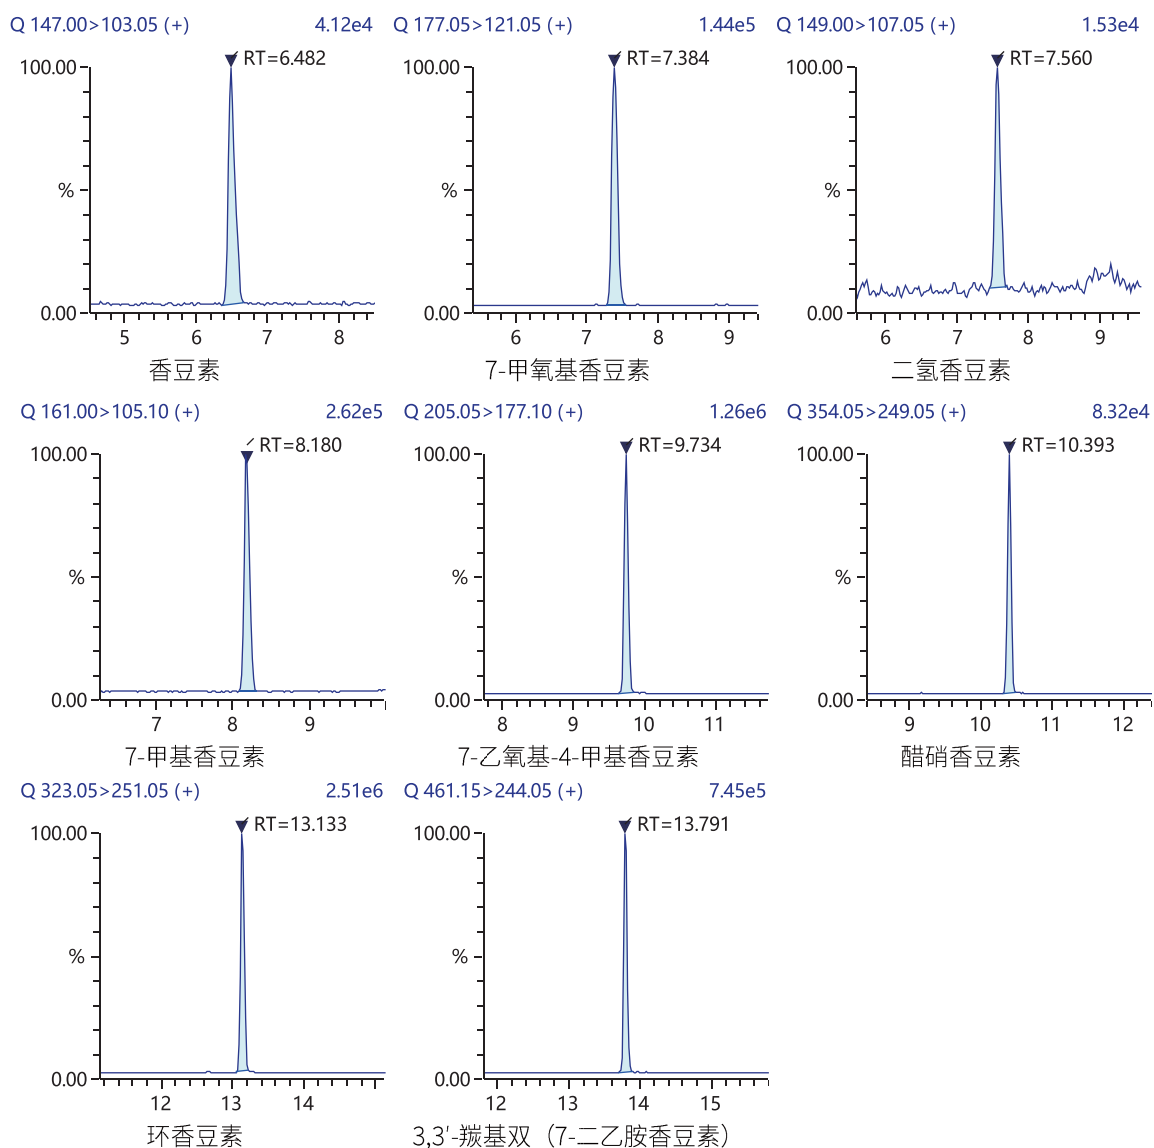 Q 147.00>103.05 (+) 4.12e4
RT=6.482
100.00
%
0.00
5 6 7 8
香豆素
Q 177.05>121.05 (+) 1.44e5
RT=7.384
100.00
%
0.00
6 7 8 9
7-甲氧基香豆素
Q 149.00>107.05 (+) 1.53e4
RT=7.560
100.00
%
0.00
6 7 8 9
二氢香豆素
Q 161.00>105.10 (+) 2.62e5
RT=8.180
100.00
%
0.00
7 8 9
7-甲基香豆素
Q 205.05>177.10 (+) 1.26e6
RT=9.734
100.00
%
0.00
8 9 10 11
7-乙氧基-4-甲基香豆素
Q 354.05>249.05 (+) 8.32e4
RT=10.393
100.00
%
0.00
9 10 11 12
醋硝香豆素
Q 323.05>251.05 (+) 2.51e6
RT=13.133
100.00
%
0.00
12 13 14
环香豆素
Q 461.15>244.05 (+) 7.45e5
RT=13.791
100.00
%
0.00
12 13 14 15
3,3′-羰基双（7-二乙胺香豆素）